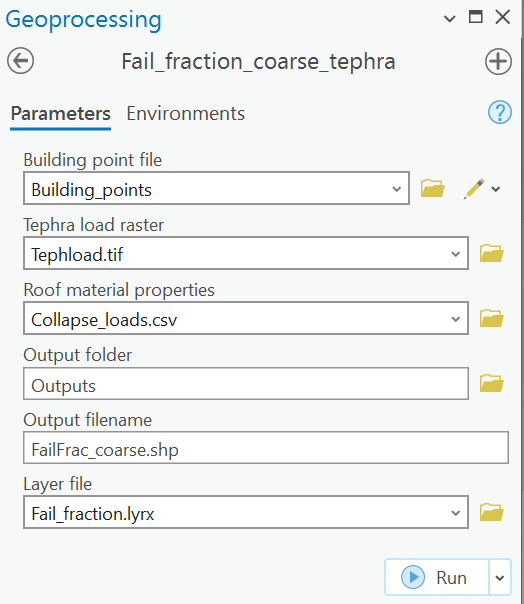 Geoprocessing
Fail_fraction_coarse_tephra
Parameters Environments
?
Building point file
Building_points
Tephra load raster
Tephload.tif
Roof material properties
Collapse_loads.csv
Output folder
Outputs
Output filename
FailFrac_coarse.shp
Layer file
Fail_fraction.lyrx
Run